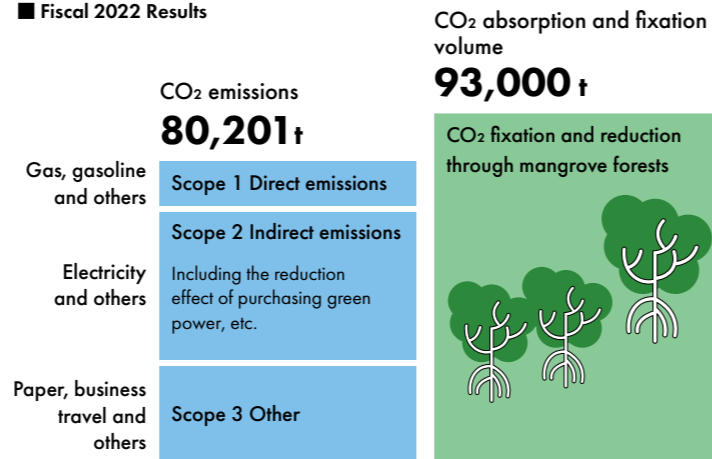 ■ Fiscal 2022 Results
CO₂ emissions
80,201 t
Gas, gasoline
and others
Scope 1 Direct emissions
Electricity
and others
Scope 2 Indirect emissions
Including the reduction
effect of purchasing green
power, etc.
Paper, business
travel and
others
Scope 3 Other
CO₂ absorption and fixation
volume
93,000 t
CO₂ fixation and reduction
through mangrove forests